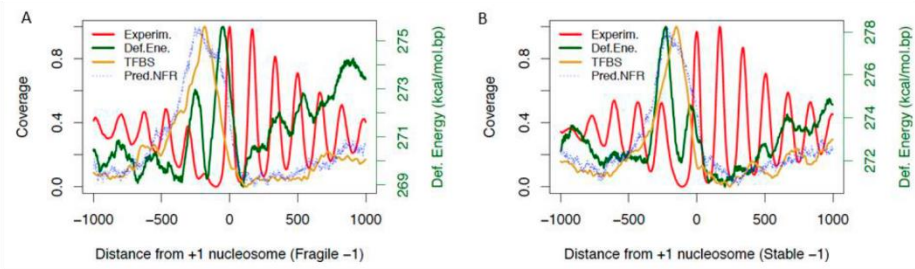 A
Experim.
Def.Ene.
TFBS
Pred.NFR
Coverage
0.8
0.4
0.0
275
273
271
269
Def. Energy (kcal/mol.bp)
−1000 −500 0 500 1000
Distance from +1 nucleosome (Fragile −1)
B
Experim.
Def.Ene.
TFBS
Pred.NFR
Coverage
0.8
0.4
0.0
278
276
274
272
Def. Energy (kcal/mol.bp)
−1000 −500 0 500 1000
Distance from +1 nucleosome (Stable −1)